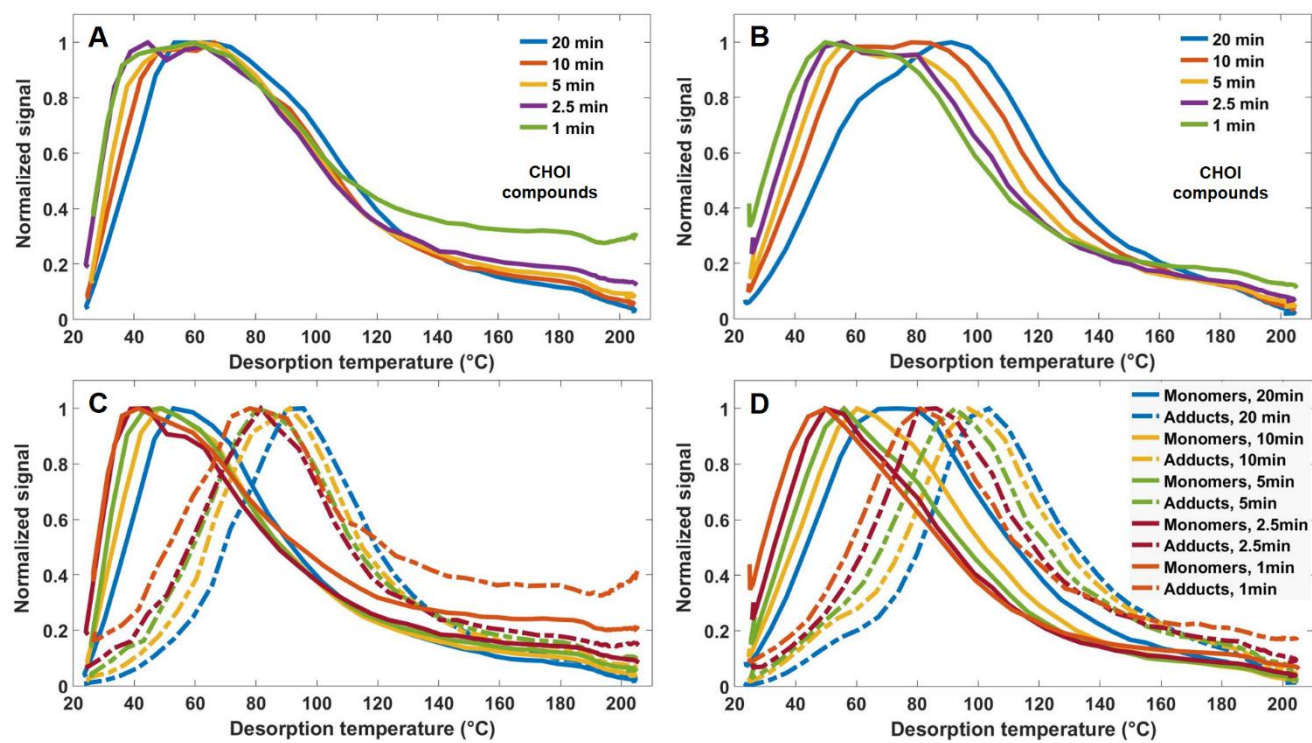 A
20 min
10 min
5 min
2.5 min
1 min
CHOI
compounds
Normalized signal
1
0.8
0.6
0.4
0.2
0
20 40 60 80 100 120 140 160 180 200
Desorption temperature (°C)
B
20 min
10 min
5 min
2.5 min
1 min
CHOI
compounds
Normalized signal
1
0.8
0.6
0.4
0.2
0
20 40 60 80 100 120 140 160 180 200
Desorption temperature (°C)
C
Normalized signal
1
0.8
0.6
0.4
0.2
0
20 40 60 80 100 120 140 160 180 200
Desorption temperature (°C)
D
Monomers, 20min
Adducts, 20 min
Monomers, 10min
Adducts, 10min
Monomers, 5min
Adducts, 5min
Monomers, 2.5min
Adducts, 2.5min
Monomers, 1min
Adducts, 1min
Normalized signal
1
0.8
0.6
0.4
0.2
0
20 40 60 80 100 120 140 160 180 200
Desorption temperature (°C)